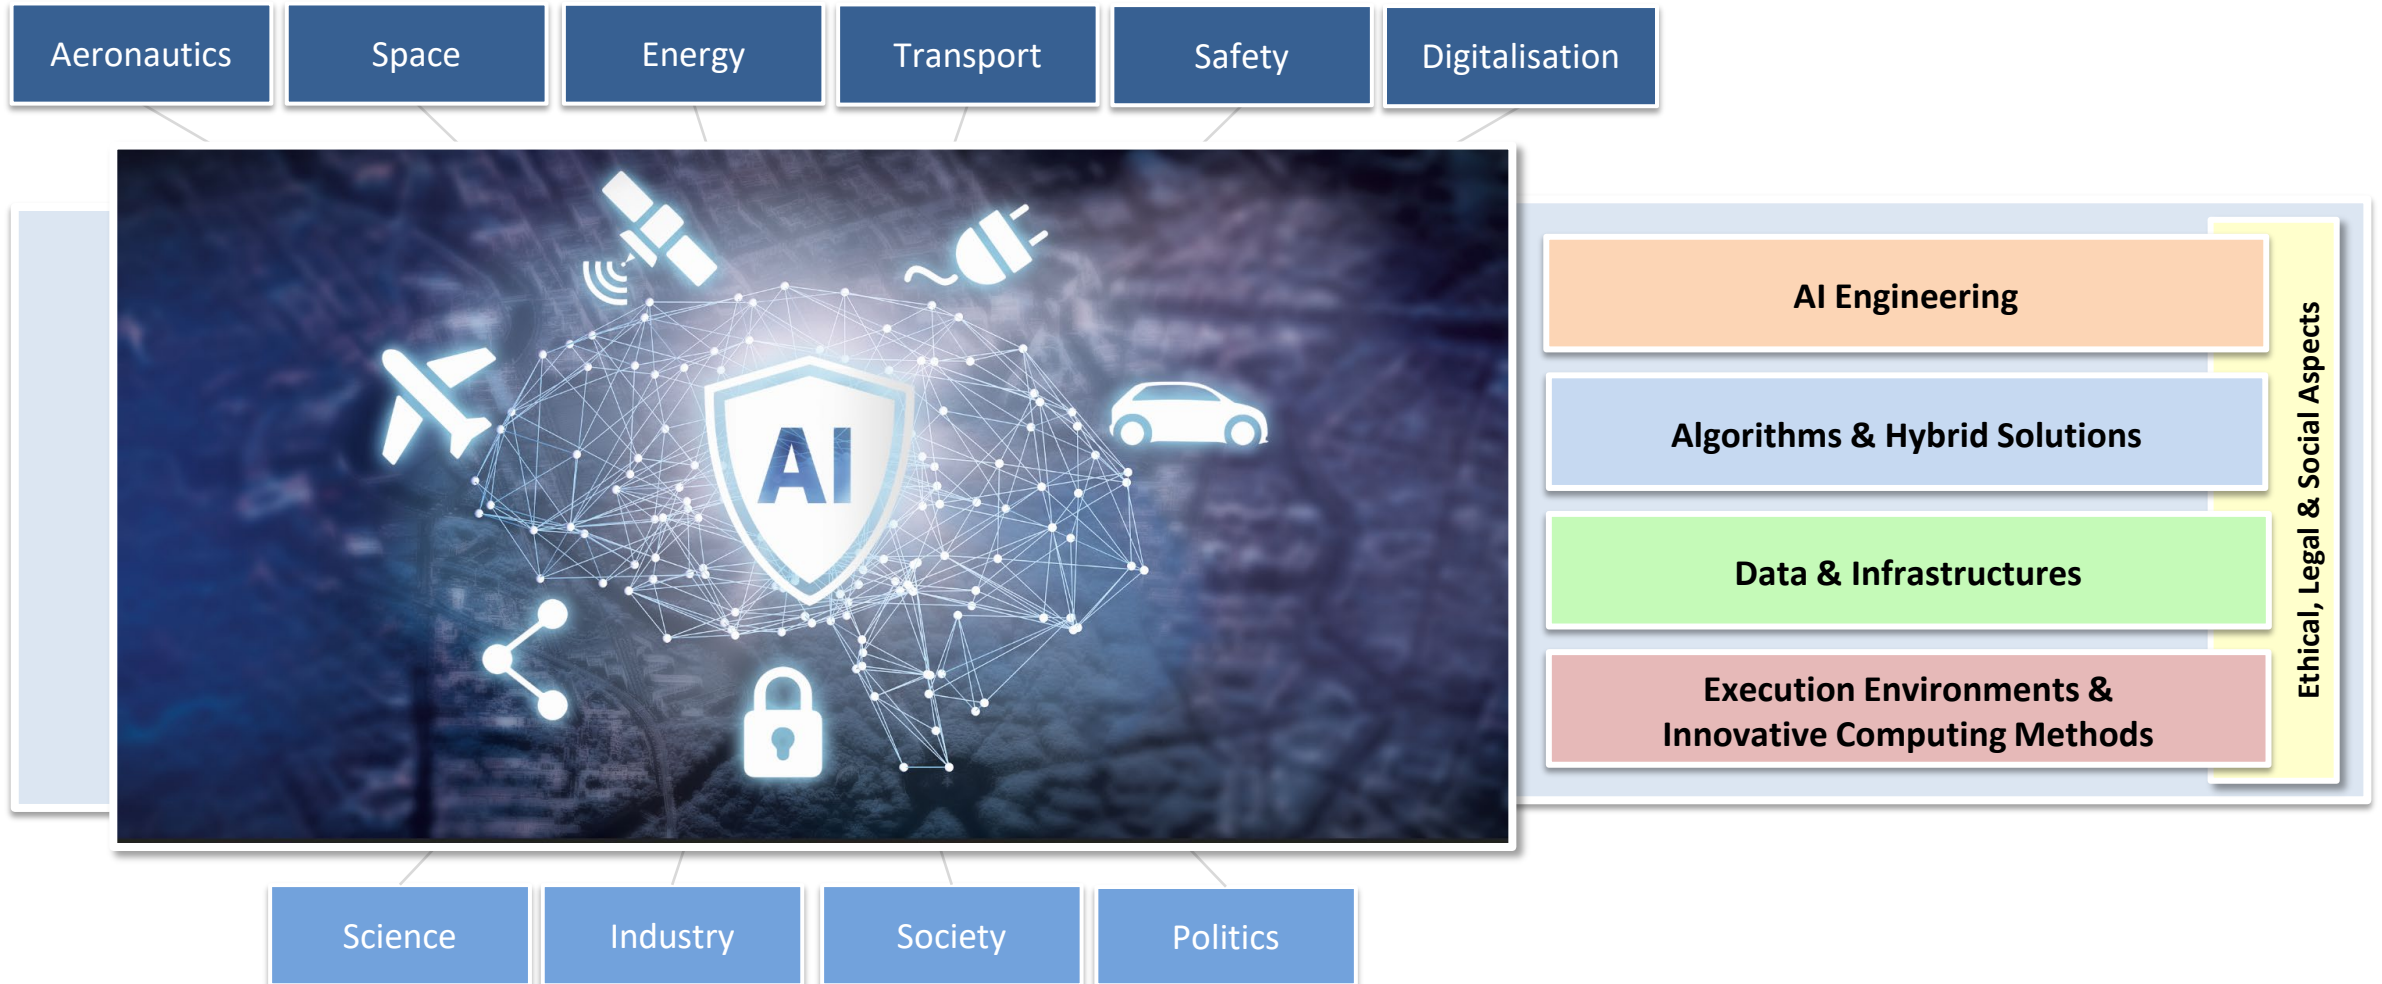 Aeronautics
Space
Energy
Transport
Safety
Digitalisation
AI
AI Engineering
Algorithms & Hybrid Solutions
Data & Infrastructures
Execution Environments &
Innovative Computing Methods
Ethical, Legal & Social Aspects
Science
Industry
Society
Politics